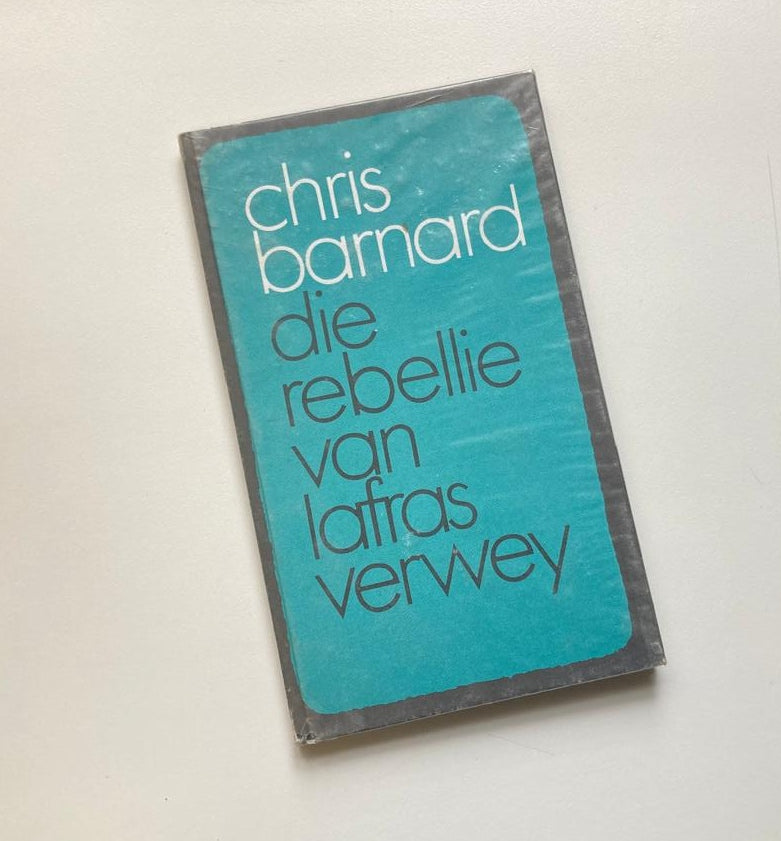 chris
barnard
die
rebellie
van
lafras
verwey